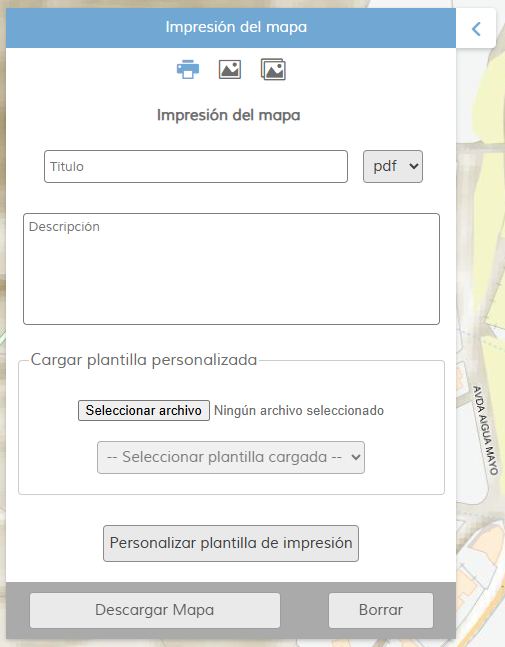 Impresión del mapa
Impresión del mapa
Titulo
pdf
Descripción
Cargar plantilla personalizada
Seleccionar archivo Ningún archivo seleccionado
-- Seleccionar plantilla cargada --
Personalizar plantilla de impresión
Descargar Mapa
Borrar
AVDA AIGUA MAYO